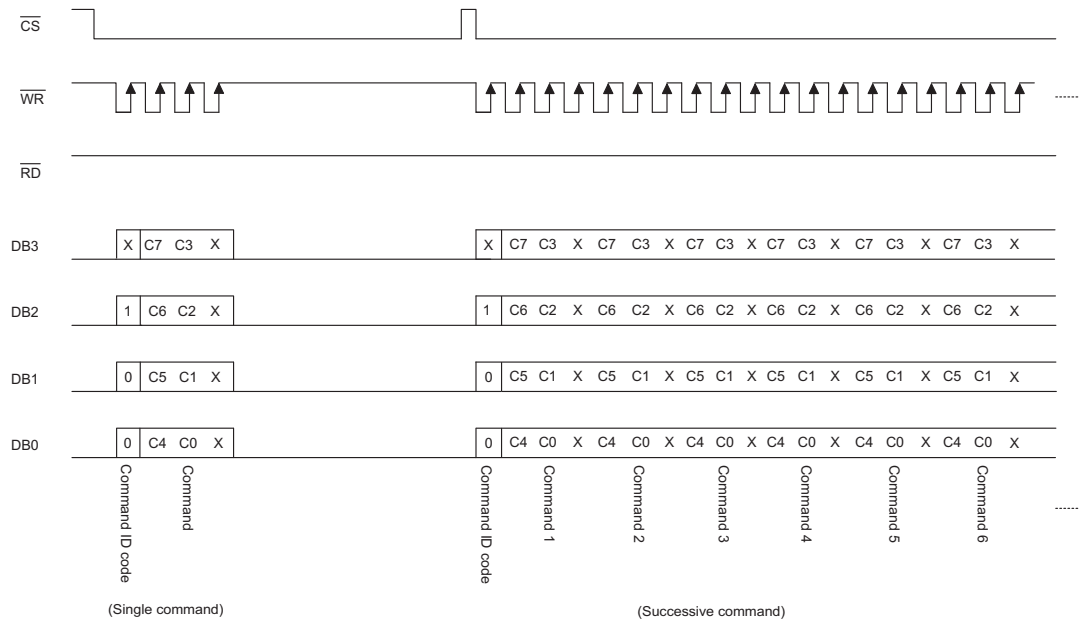 CS
WR
RD
DB3 X C7 C3 X X C7 C3 X C7 C3 X C7 C3 X C7 C3 X C7 C3 X C7 C3 X
DB2 1 C6 C2 X 1 C6 C2 X C6 C2 X C6 C2 X C6 C2 X C6 C2 X C6 C2 X
DB1 0 C5 C1 X 0 C5 C1 X C5 C1 X C5 C1 X C5 C1 X C5 C1 X C5 C1 X
DB0 0 C4 C0 X 0 C4 C0 X C4 C0 X C4 C0 X C4 C0 X C4 C0 X C4 C0 X
Command ID code
Command
Command ID code
Command 1
Command 2
Command 3
Command 4
Command 5
Command 6
(Single command)
(Successive command)